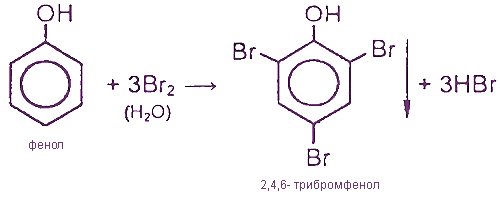 OH
+ 3Br₂ → 
(H₂O)
фенол
OH
Br
Br
Br
+ 3HBr
2,4,6- трибромфенол